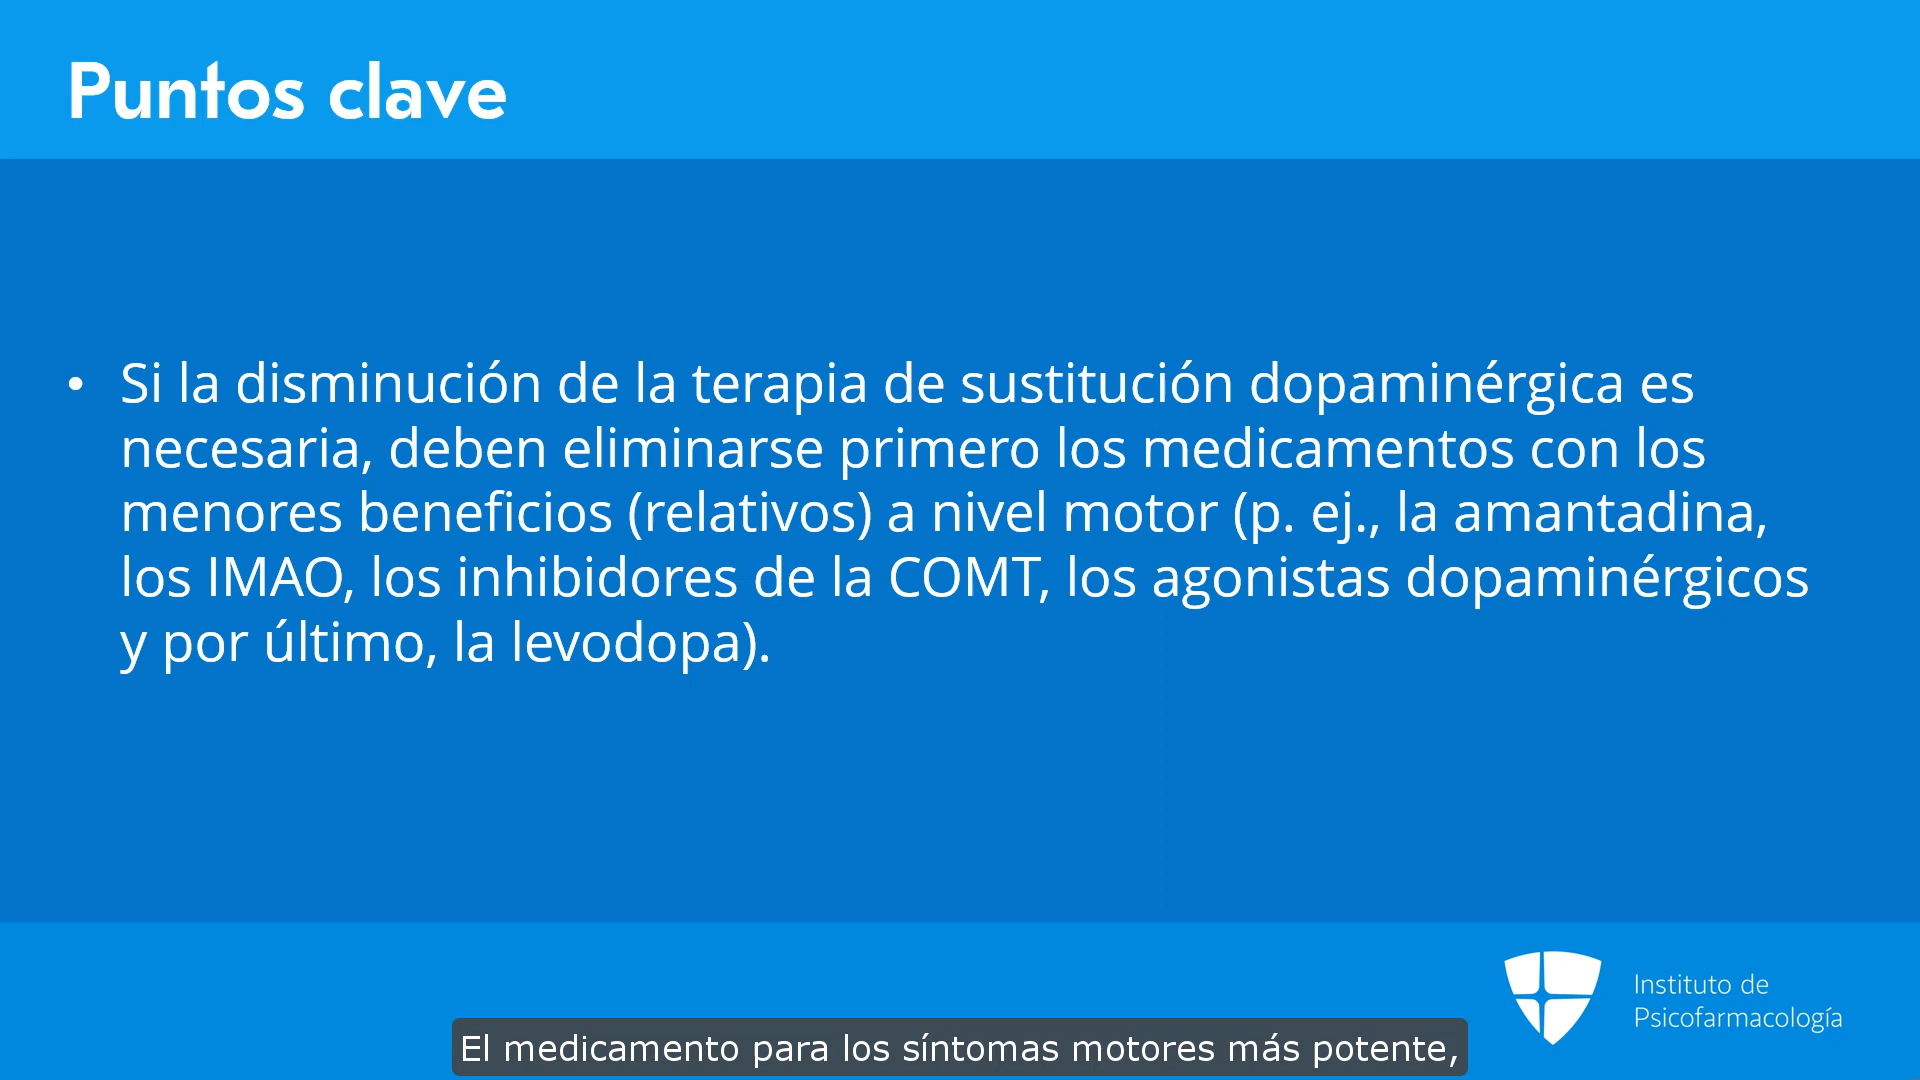 Puntos clave
• Si la disminución de la terapia de sustitución dopaminérgica es
necesaria, deben eliminarse primero los medicamentos con los
menores beneficios (relativos) a nivel motor (p. ej., la amantadina,
los IMAO, los inhibidores de la COMT, los agonistas dopaminérgicos
y por último, la levodopa).
Instituto de
Psicofarmacología
El medicamento para los síntomas motores más potente,